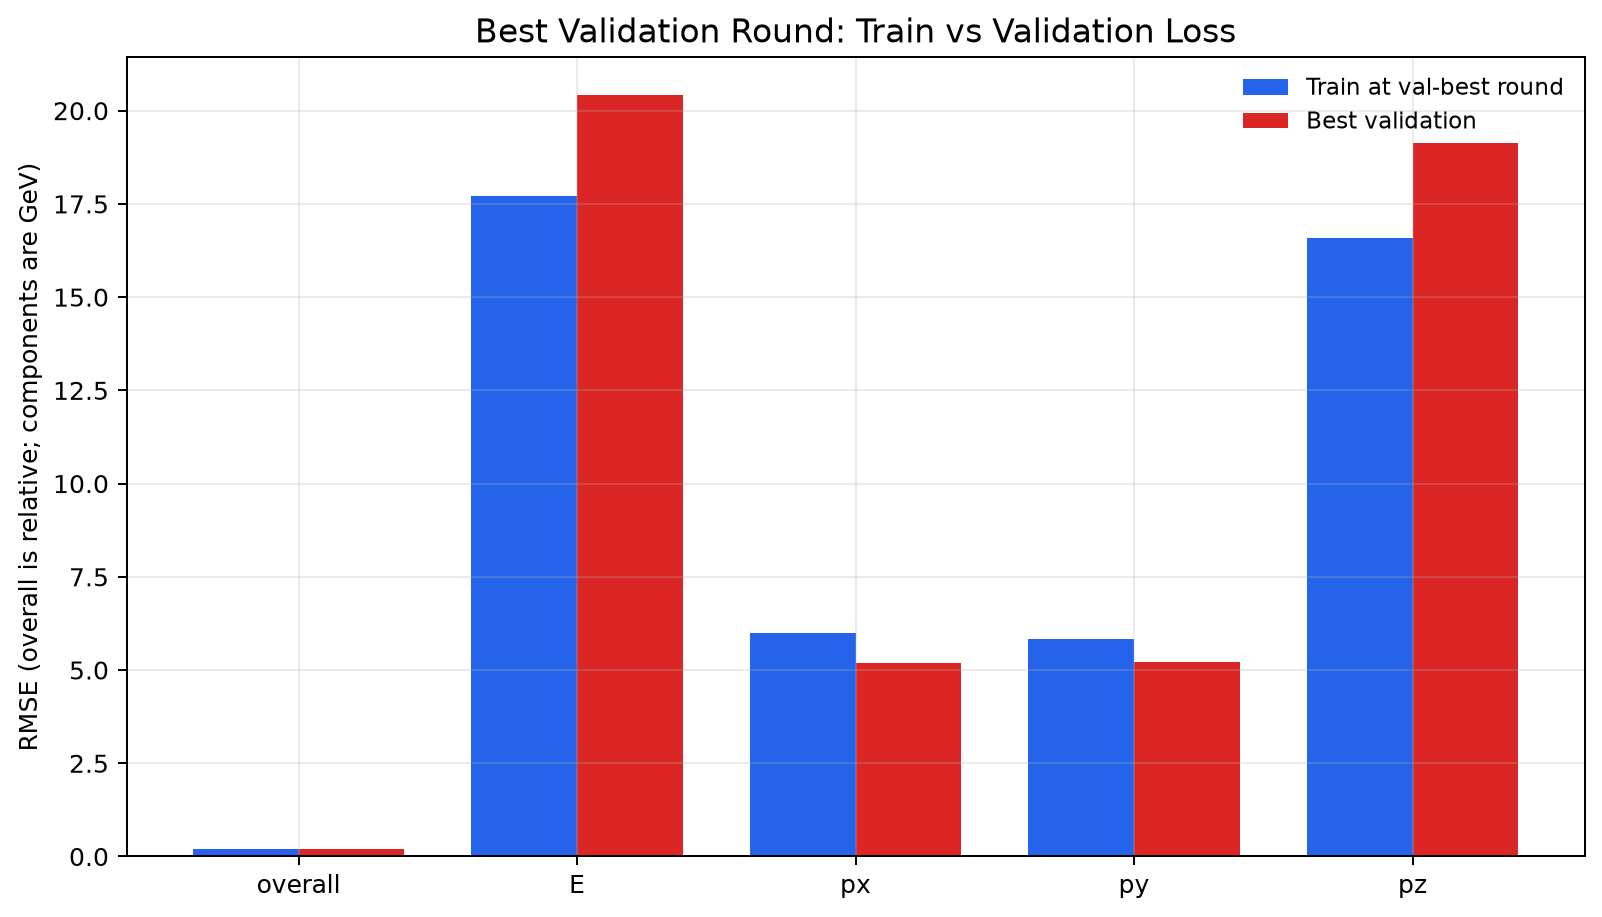 Best Validation Round: Train vs Validation Loss
Train at val-best round
Best validation
RMSE (overall is relative; components are GeV)
20.0
17.5
15.0
12.5
10.0
7.5
5.0
2.5
0.0
overall
E
px
py
pz